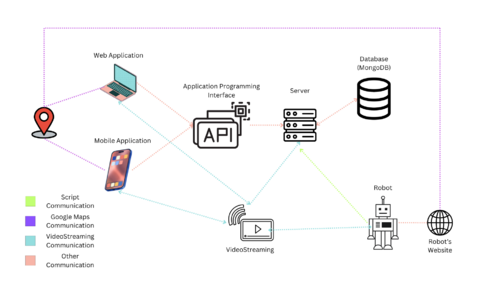 Web Application
Database
(MongoDB)
Application Programming
Interface
Server
API
Mobile Application
Script
Communication
Google Maps
Communication
VideoStreaming
Communication
Other
Communication
VideoStreaming
Robot
Robot's
Website